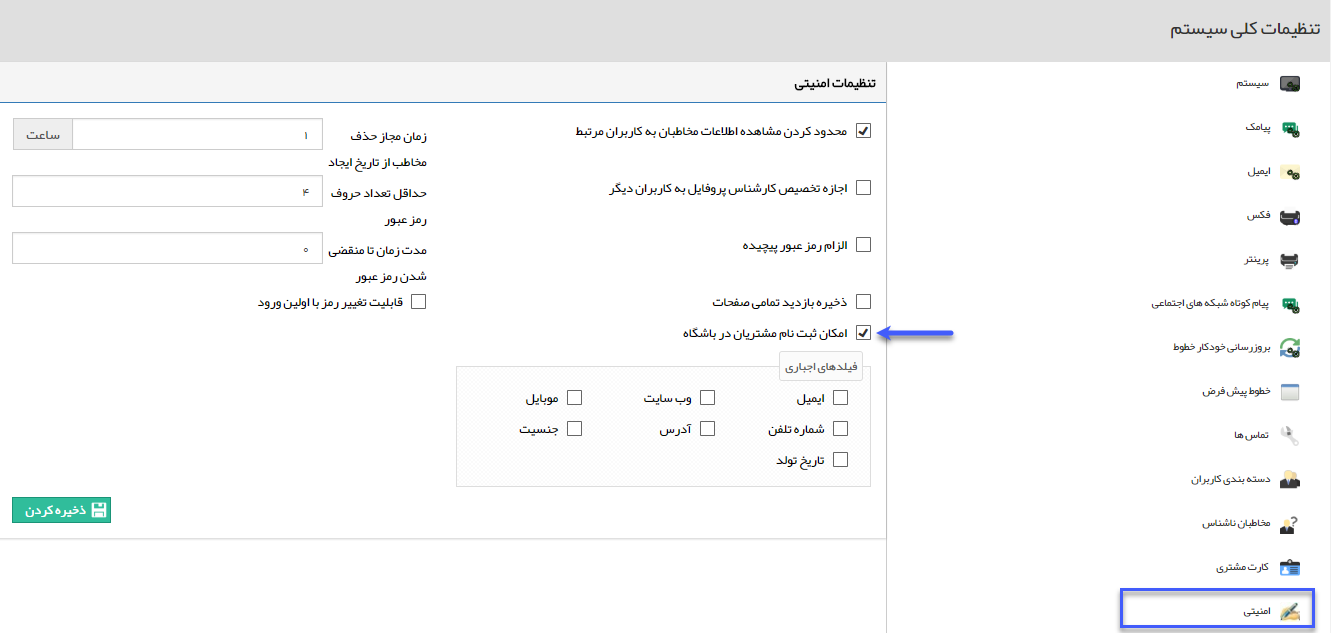 تنظیمات کلی سیستم
سیستم
پیامک
ایمیل
فکس
پرینتر
پیام کوتاه شبکه های اجتماعی
بروزرسانی خودکار خطوط
خطوط پیش فرض
تماس ها
دسته بندی کاربران
مخاطبان ناشناس
کارت مشتری
امنیتی
تنظیمات امنیتی
محدود کردن مشاهده اطلاعات مخاطبان به کاربران مرتبط
اجازه تخصیص کارشناس پروفایل به کاربران دیگر
الزام رمز عبور پیچیده
ذخیره بازدید تمامی صفحات
امکان ثبت نام مشتریان در باشگاه
فیلدهای اجباری
ایمیل وب سایت موبایل
شماره تلفن آدرس جنسیت
تاریخ تولد
زمان مجاز حذف ۱ ساعت
مخاطب از تاریخ ایجاد
حداقل تعداد حروف ۴
رمز عبور
مدت زمان تا منقضی ۰
شدن رمز عبور
قابلیت تغییر رمز با اولین ورود
ذخیره کردن